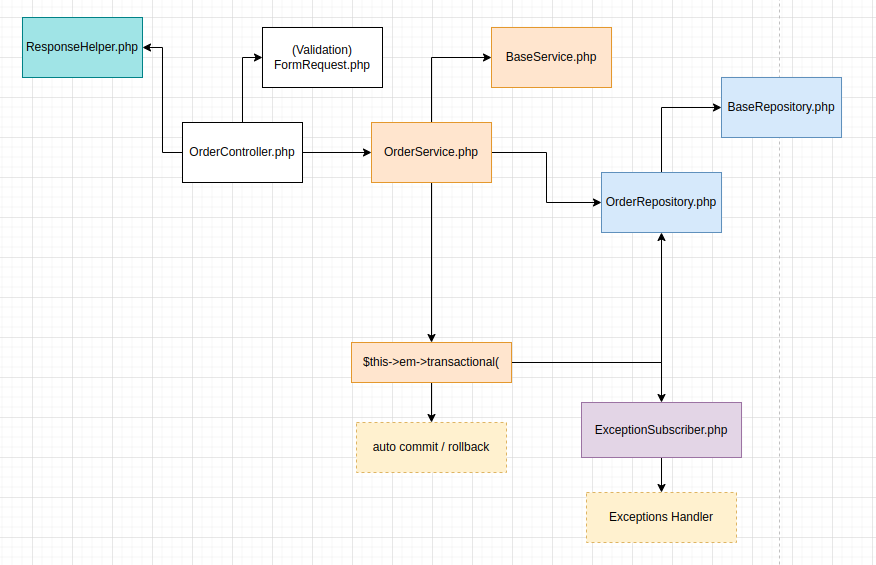 ResponseHelper.php
(Validation)
FormRequest.php
BaseService.php
BaseRepository.php
OrderController.php
OrderService.php
OrderRepository.php
$this->em->transactional(
ExceptionSubscriber.php
auto commit / rollback
Exceptions Handler